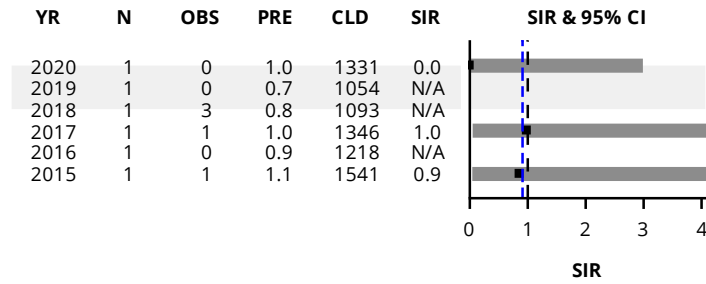 YR N OBS PRE CLD SIR SIR & 95% CI
2020 1 0 1.0 1331 0.0
2019 1 0 0.7 1054 N/A
2018 1 3 0.8 1093 N/A
2017 1 1 1.0 1346 1.0
2016 1 0 0.9 1218 N/A
2015 1 1 1.1 1541 0.9
0 1 2 3 4
SIR